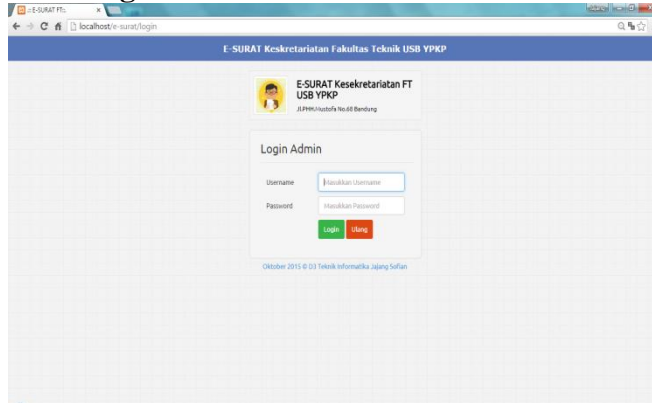 ::E-SURAT FT::
localhost/e-surat/login
E-SURAT Keskretariatan Fakultas Teknik USB YPKP
E-SURAT Kesekretariatan FT
USB YPKP
Jl.PHH.Mustofa No.68 Bandung
Login Admin
Username
Masukkan Username
Password
Masukkan Password
Login
Ulang
Oktober 2015 © D3 Teknik Informatika Jajang Sofian